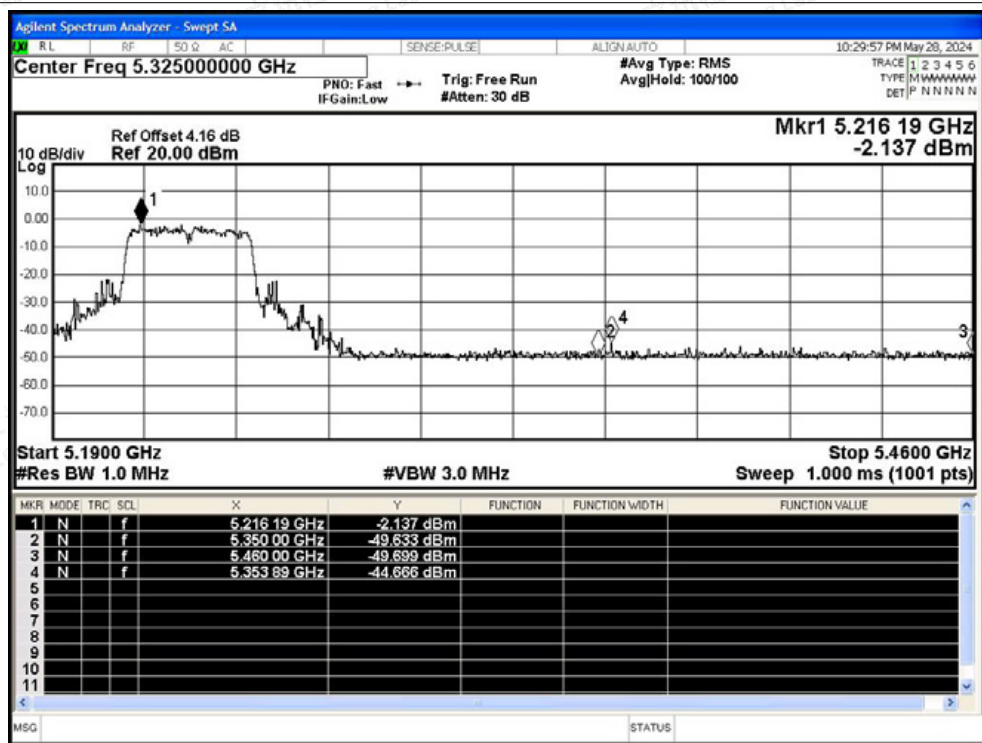 Agilent Spectrum Analyzer - Swept SA
RL RF 50 Ω AC SENSE:PULSE ALIGN AUTO 10:29:57 PM May 28, 2024
Center Freq 5.325000000 GHz
PNO: Fast
IFGain:Low
Trig: Free Run
#Atten: 30 dB
#Avg Type: RMS
Avg|Hold: 100/100
TRACE 1 2 3 4 5 6
TYPE M W W W W W
DET P N N N N N
Mkr1 5.216 19 GHz
-2.137 dBm
Ref Offset 4.16 dB
10 dB/div Ref 20.00 dBm
Log
10.0
0.00
-10.0
-20.0
-30.0
-40.0
-50.0
-60.0
-70.0
1
2
4
3
Start 5.1900 GHz Stop 5.4600 GHz
#Res BW 1.0 MHz #VBW 3.0 MHz Sweep 1.000 ms (1001 pts)
MKR MODE TRC SCL X Y FUNCTION FUNCTION WIDTH FUNCTION VALUE
1 N f 5.216 19 GHz -2.137 dBm
2 N f 5.350 00 GHz -49.633 dBm
3 N f 5.460 00 GHz -49.699 dBm
4 N f 5.353 89 GHz -44.666 dBm
5
6
7
8
9
10
11
MSG STATUS